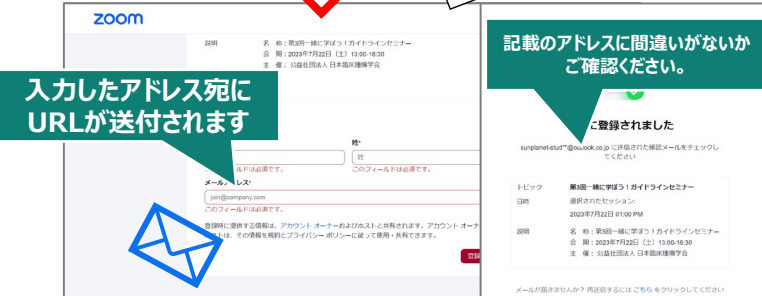 zoom
説明
名　称：第3回一緒に学ぼう！ガイドラインセミナー
会　期：2023年7月22日（土）13:00-16:30
主　催：公益社団法人 日本臨床腫瘍学会
入力したアドレス宛に
URLが送付されます
姓*
姓
フィールドは必須です。
このフィールドは必須です。
メールアドレス*
join@company.com
このフィールドは必須です。
登録時に提供する情報は、アカウント オーナーおよびホストと共有されます。アカウント オーナー
ストは、その情報を規約とプライバシー ポリシーに従って使用・共有できます。
登録
記載のアドレスに間違いがないか
ご確認ください。
に登録されました
sunplanet-stud**@outlook.co.jp に送信された確認メールをチェックし
てください
トピック
第3回一緒に学ぼう！ガイドラインセミナー
日時
選択されたセッション:
2023年7月22日 01:00 PM
説明
名　称：第3回一緒に学ぼう！ガイドラインセミナー
会　期：2023年7月22日（土）13:00-16:30
主　催：公益社団法人 日本臨床腫瘍学会
メールが届きませんか？ 再送信するには こちら をクリックしてください